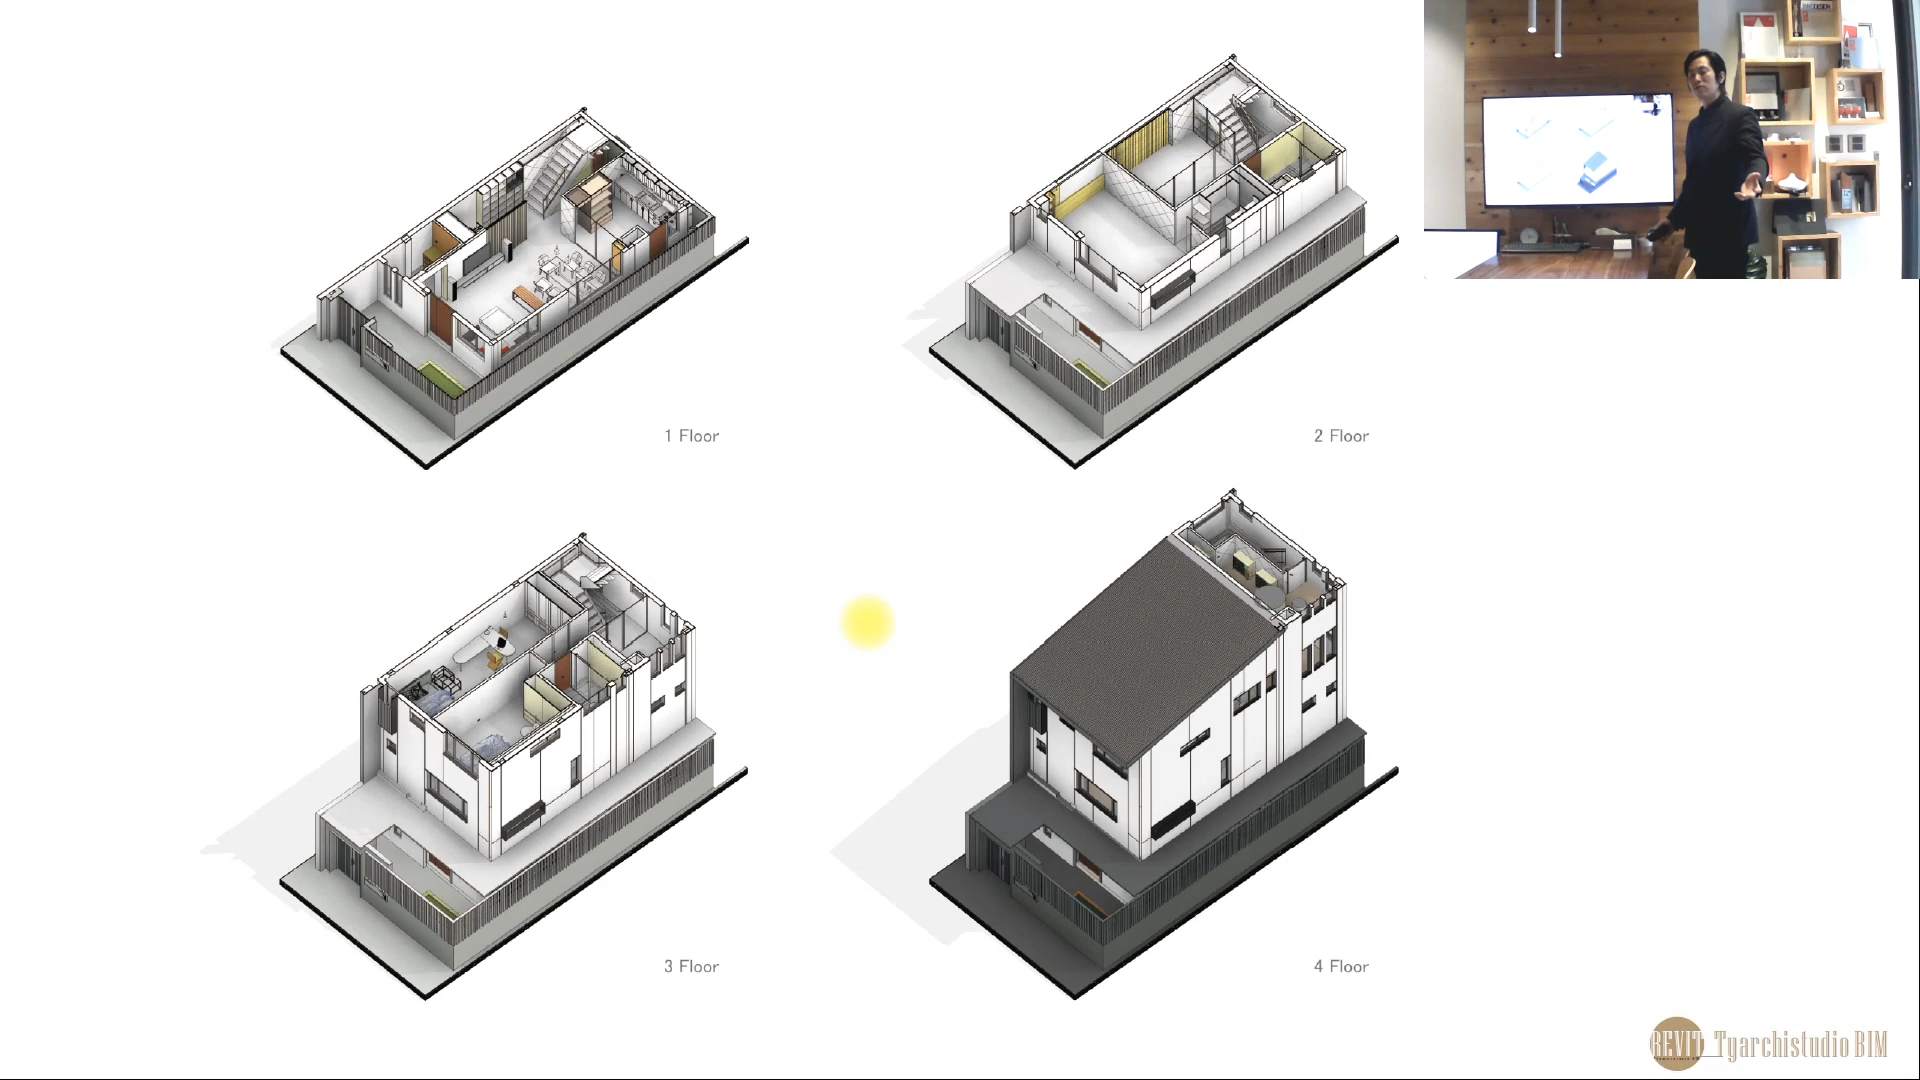 1 Floor
2 Floor
3 Floor
4 Floor
REVIT Tyarchistudio BIM